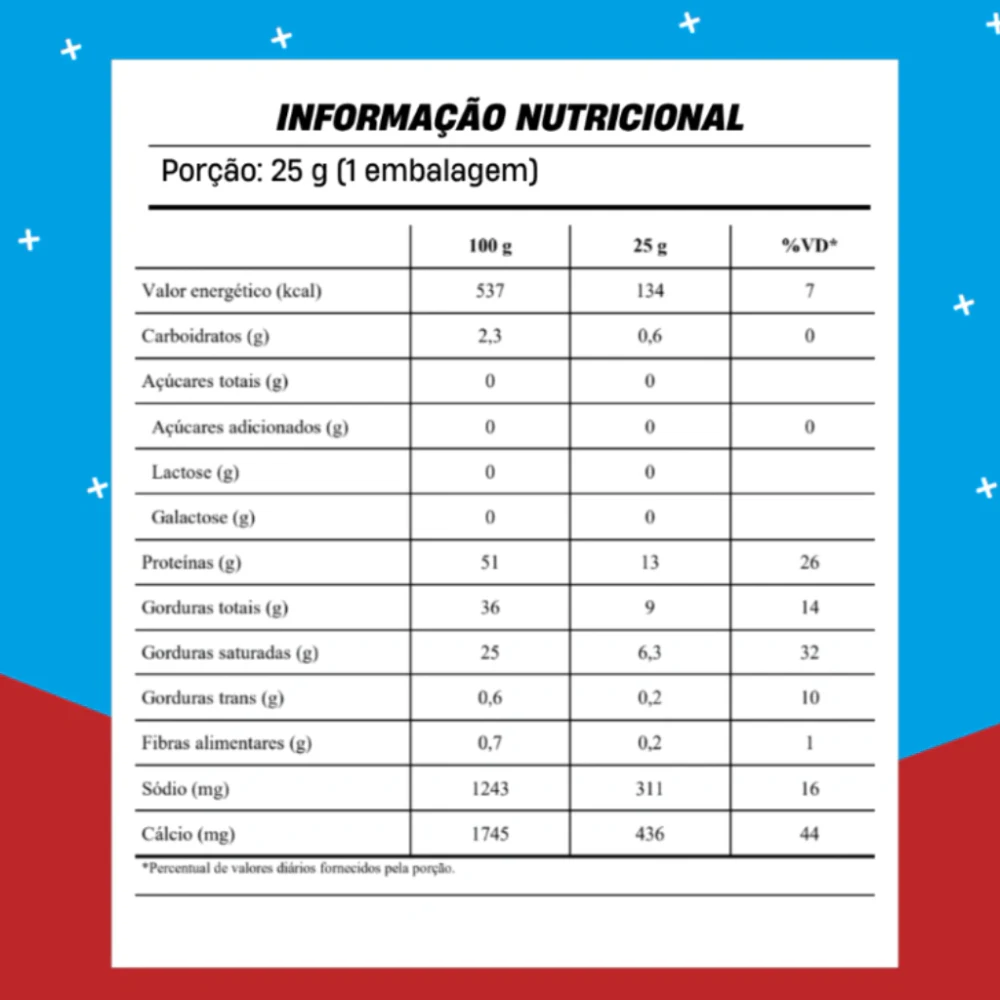 INFORMAÇÃO NUTRICIONAL
Porção: 25 g (1 embalagem)
100 g 25 g %VD*
Valor energético (kcal) 537 134 7
Carboidratos (g) 2,3 0,6 0
Açúcares totais (g) 0 0
Açúcares adicionados (g) 0 0 0
Lactose (g) 0 0
Galactose (g) 0 0
Proteínas (g) 51 13 26
Gorduras totais (g) 36 9 14
Gorduras saturadas (g) 25 6,3 32
Gorduras trans (g) 0,6 0,2 10
Fibras alimentares (g) 0,7 0,2 1
Sódio (mg) 1243 311 16
Cálcio (mg) 1745 436 44
*Percentual de valores diários fornecidos pela porção.